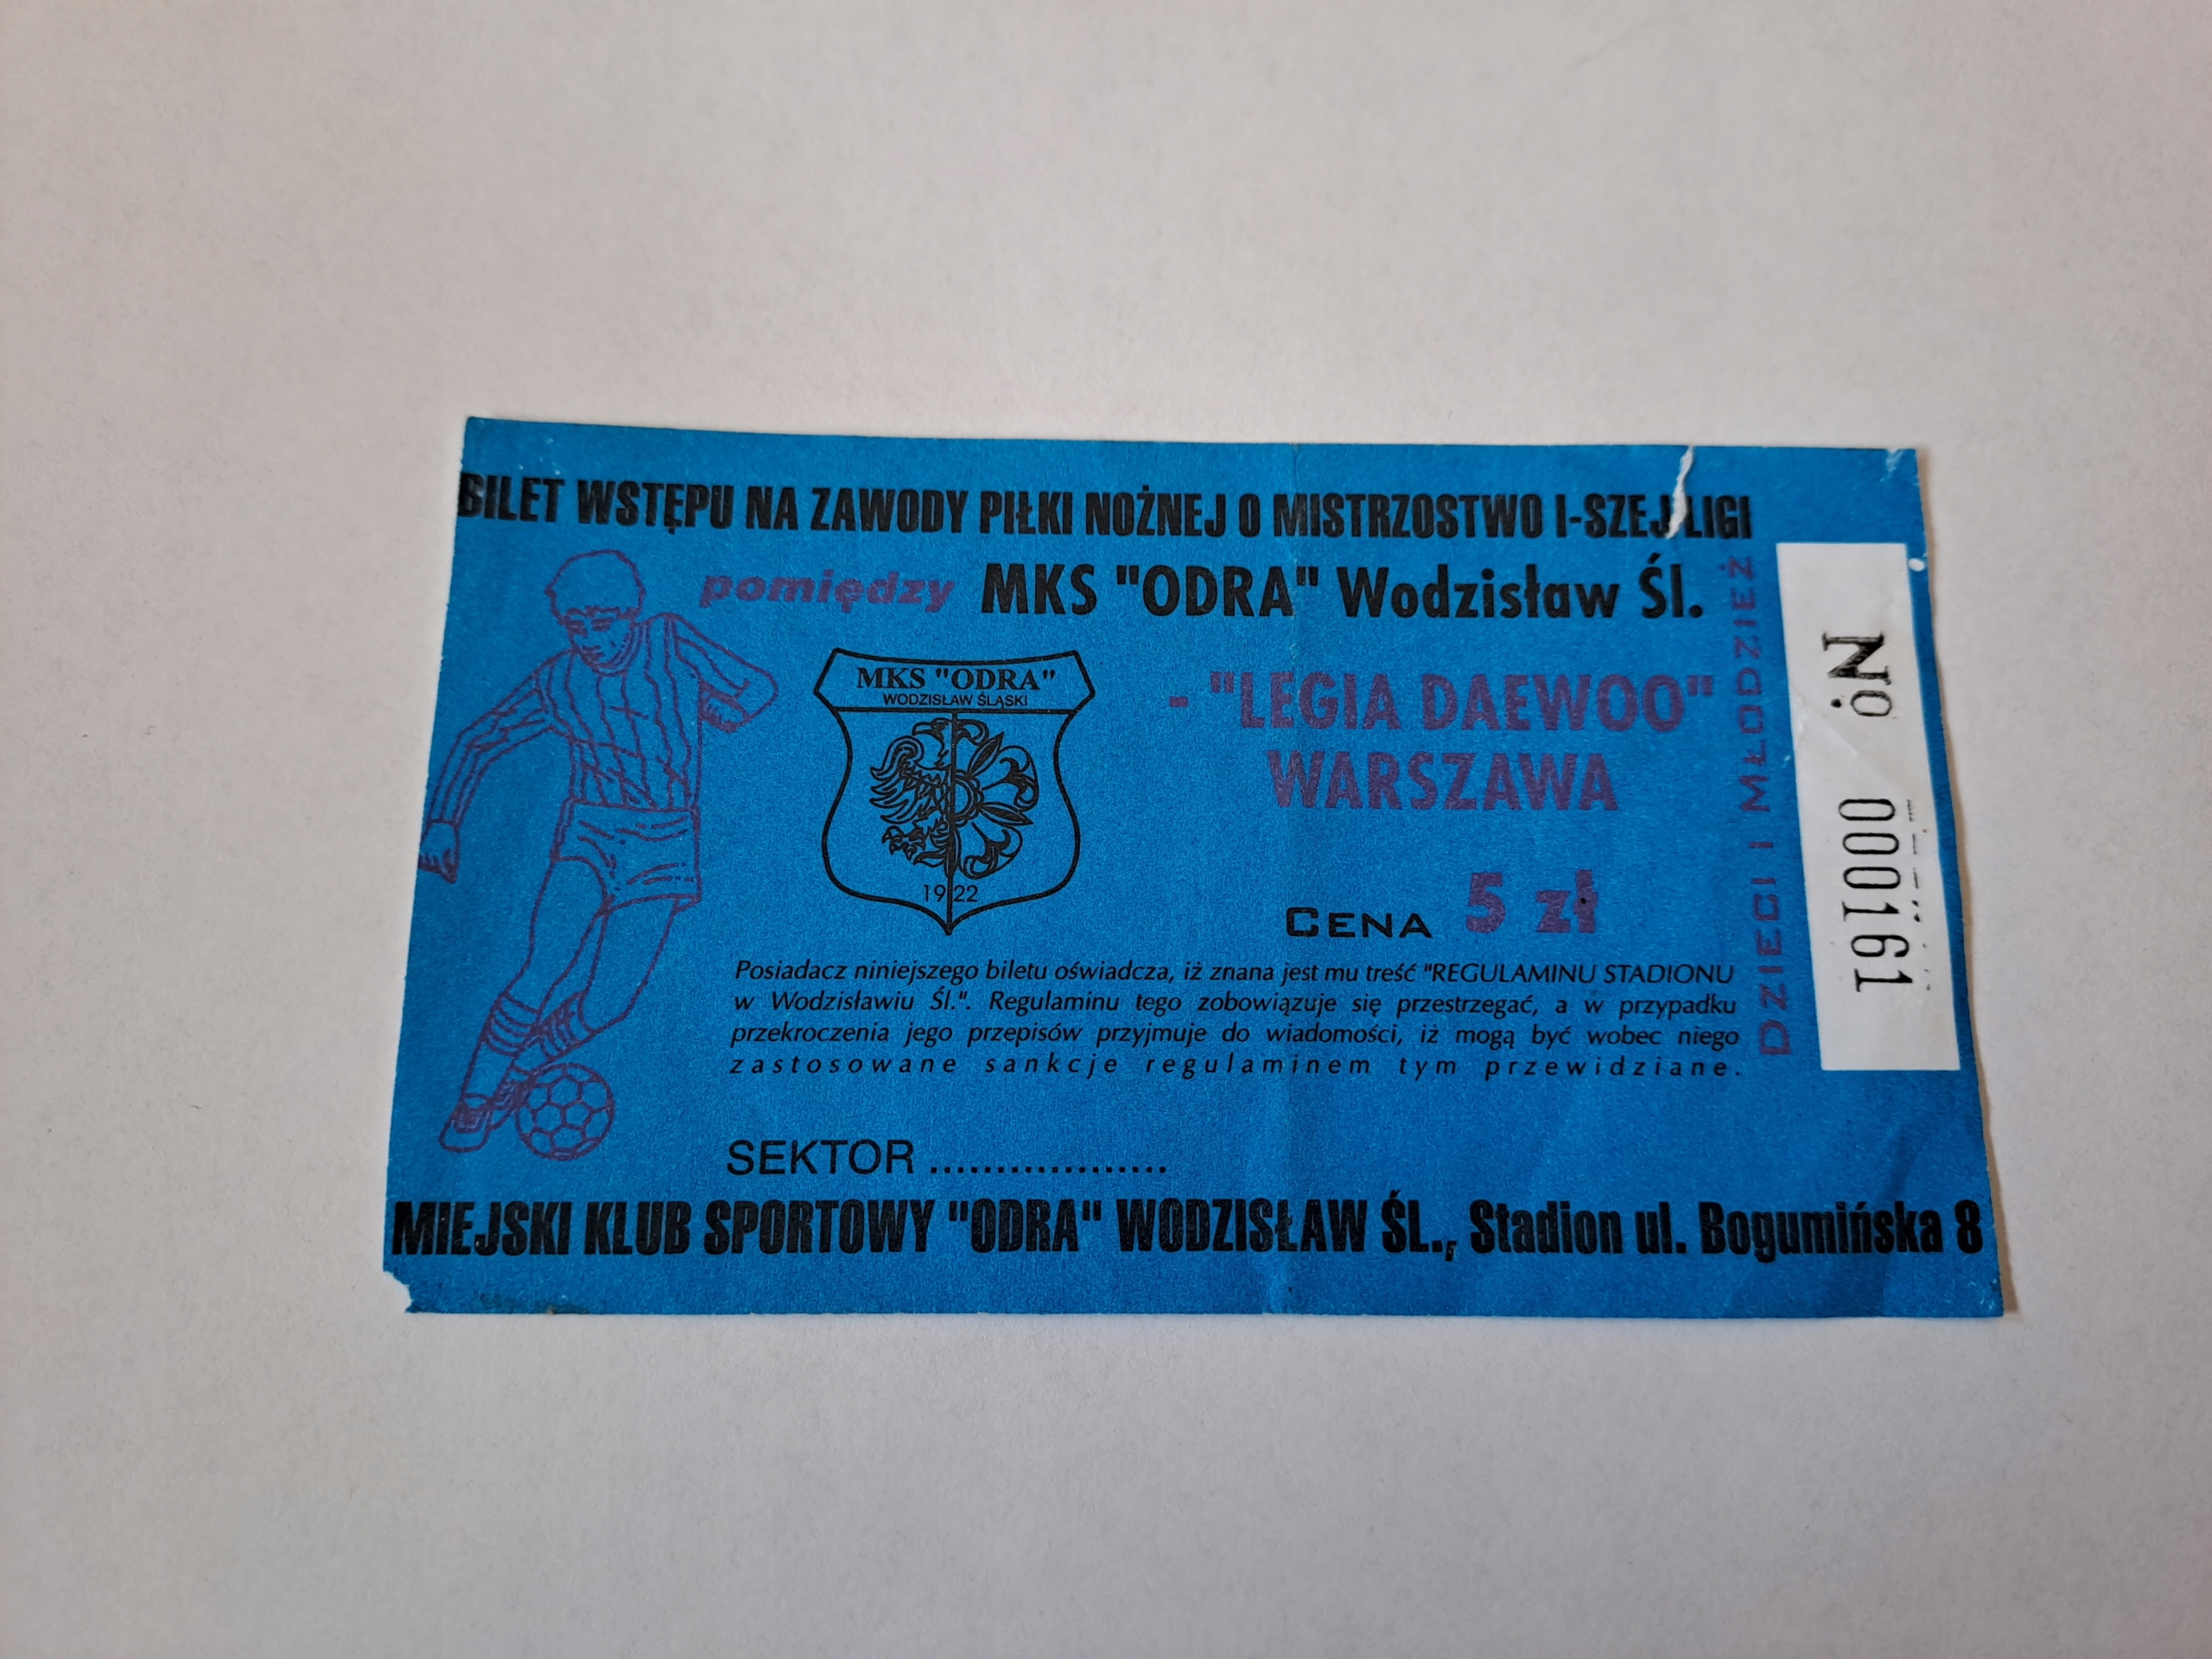 BILET WSTĘPU NA ZAWODY PIŁKI NOŻNEJ O MISTRZOSTWO I-SZEJ LIGI
pomiędzy MKS "ODRA" Wodzisław Śl.
- "LEGIA DAEWOO"
WARSZAWA
MKS "ODRA"
WODZISŁAW ŚLĄSKI
1922
CENA 5 zł
Posiadacz niniejszego biletu oświadcza, iż znana jest mu treść "REGULAMINU STADIONU
w Wodzisławiu Śl.". Regulaminu tego zobowiązuje się przestrzegać, a w przypadku
przekroczenia jego przepisów przyjmuje do wiadomości, iż mogą być wobec niego
zastosowane sankcje regulaminem tym przewidziane.
SEKTOR ..................
MIEJSKI KLUB SPORTOWY "ODRA" WODZISŁAW ŚL., Stadion ul. Bogumińska 8
DZIECI I MŁODZIEŻ
No 000161